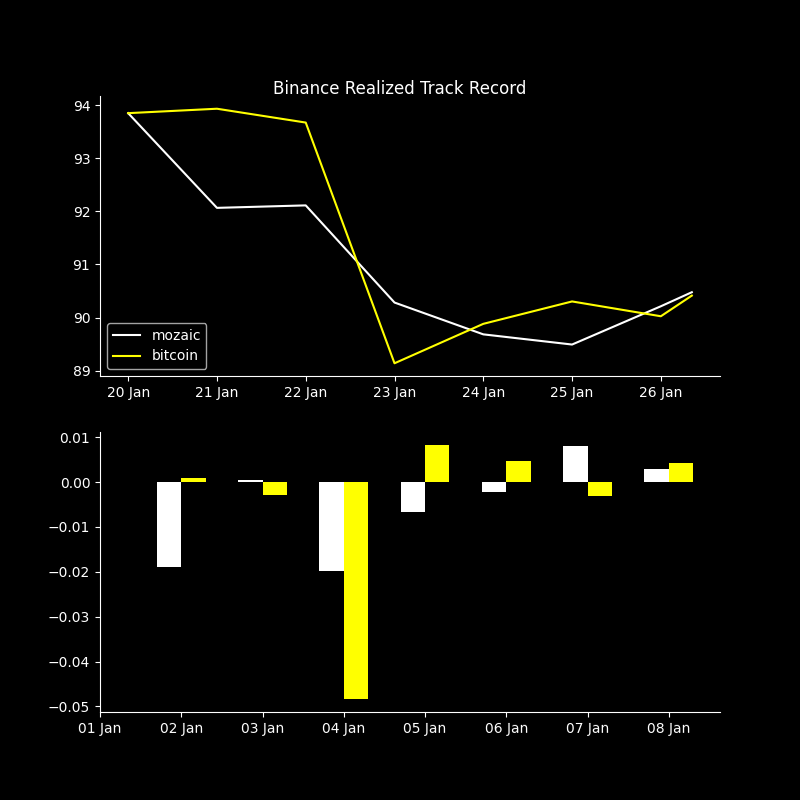 Binance Realized Track Record
94
93
92
91
90
89
mozaic
bitcoin
20 Jan 21 Jan 22 Jan 23 Jan 24 Jan 25 Jan 26 Jan
0.01
0.00
−0.01
−0.02
−0.03
−0.04
−0.05
01 Jan 02 Jan 03 Jan 04 Jan 05 Jan 06 Jan 07 Jan 08 Jan